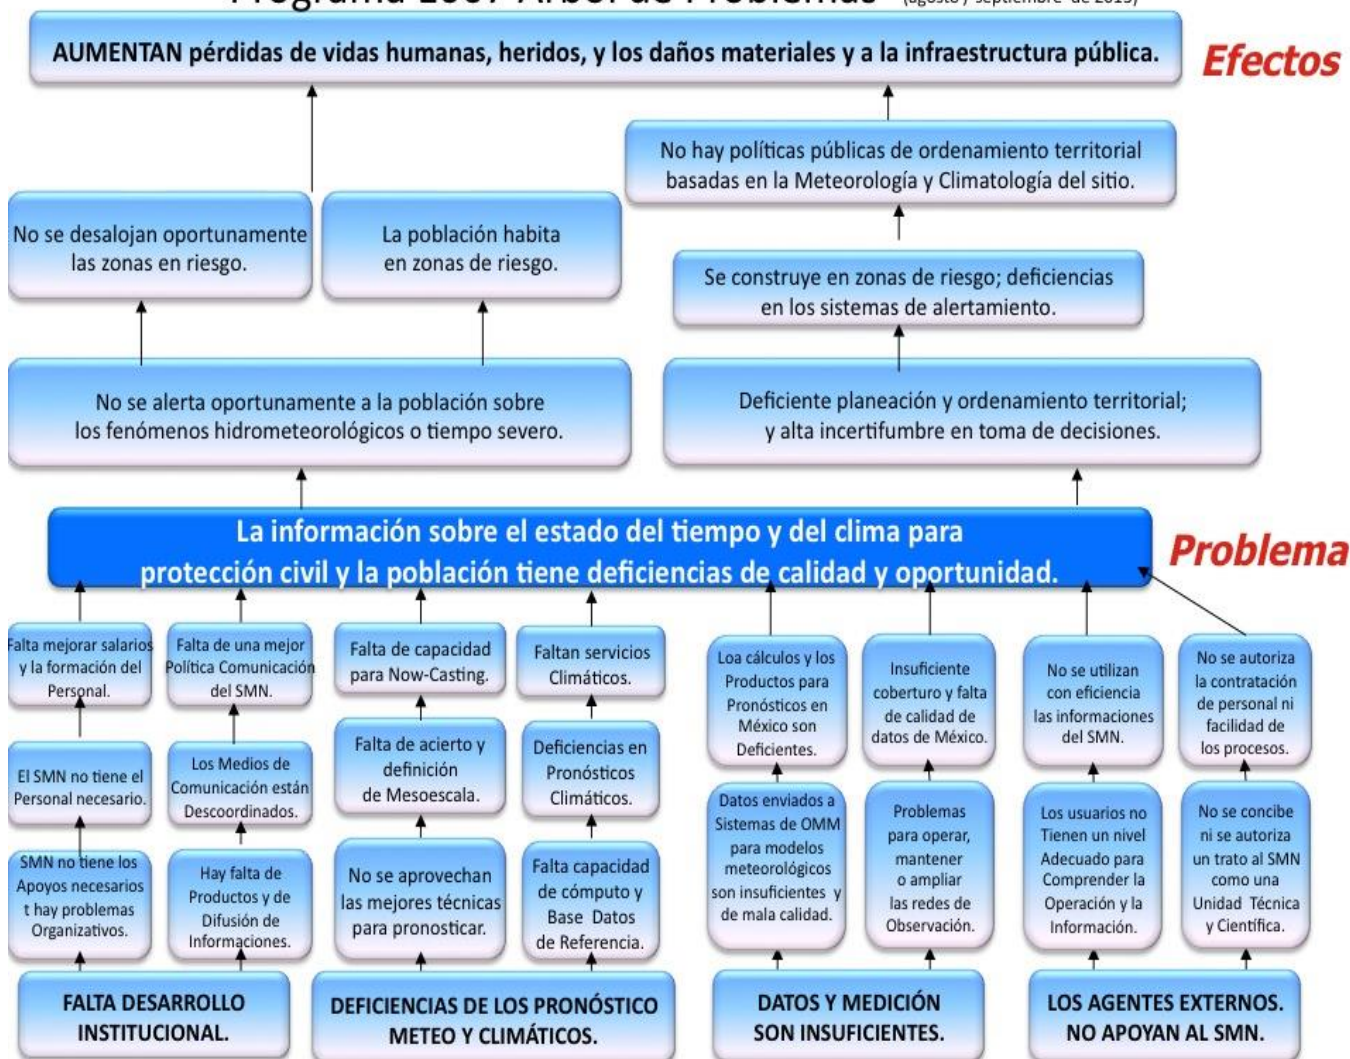 Programa E007 Árbol de Problemas (agosto / septiembre de 2015)
AUMENTAN pérdidas de vidas humanas, heridos, y los daños materiales y a la infraestructura pública.
Efectos
No hay políticas públicas de ordenamiento territorial
basadas en la Meteorología y Climatología del sitio.
No se desalojan oportunamente
las zonas en riesgo.
La población habita
en zonas de riesgo.
Se construye en zonas de riesgo; deficiencias
en los sistemas de alertamiento.
No se alerta oportunamente a la población sobre
los fenómenos hidrometeorológicos o tiempo severo.
Deficiente planeación y ordenamiento territorial;
y alta incertifumbre en toma de decisiones.
La información sobre el estado del tiempo y del clima para
protección civil y la población tiene deficiencias de calidad y oportunidad.
Problema
Falta mejorar salarios
y la formación del
Personal.
Falta de una mejor
Política Comunicación
del SMN.
Falta de capacidad
para Now-Casting.
Faltan servicios
Climáticos.
Loa cálculos y los
Productos para
Pronósticos en
México son
Deficientes.
Insuficiente
coberturo y falta
de calidad de
datos de México.
No se utilizan
con eficiencia
las informaciones
del SMN.
No se autoriza
la contratación
de personal ni
facilidad de
los procesos.
El SMN no tiene el
Personal necesario.
Los Medios de
Comunicación están
Descoordinados.
Falta de acierto y
definición
de Mesoescala.
Deficiencias en
Pronósticos
Climáticos.
Datos enviados a
Sistemas de OMM
para modelos
meteorológicos
son insuficientes y
de mala calidad.
Problemas
para operar,
mantener
o ampliar
las redes de
Observación.
Los usuarios no
Tienen un nivel
Adecuado para
Comprender la
Operación y la
Información.
No se concibe
ni se autoriza
un trato al SMN
como una
Unidad Técnica
y Científica.
SMN no tiene los
Apoyos necesarios
t hay problemas
Organizativos.
Hay falta de
Productos y de
Difusión de
Informaciones.
No se aprovechan
las mejores técnicas
para pronosticar.
Falta capacidad
de cómputo y
Base Datos
de Referencia.
FALTA DESARROLLO
INSTITUCIONAL.
DEFICIENCIAS DE LOS PRONÓSTICO
METEO Y CLIMÁTICOS.
DATOS Y MEDICIÓN
SON INSUFICIENTES.
LOS AGENTES EXTERNOS.
NO APOYAN AL SMN.